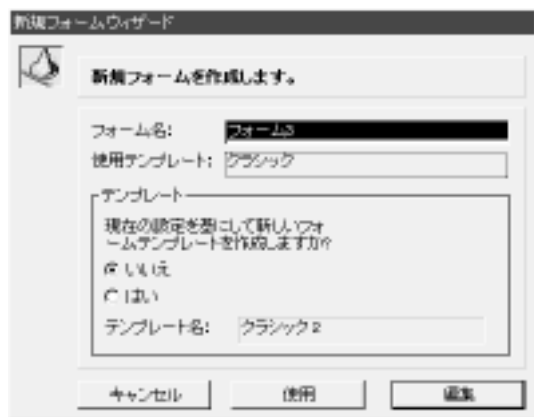 新規フォームウィザード
新規フォームを作成します。
フォーム名: フォーム3
使用テンプレート: クラシック
テンプレート
現在の設定を基にして新しいフォ
ームテンプレートを作成しますか?
いいえ
はい
テンプレート名: クラシック2
キャンセル 使用 編集